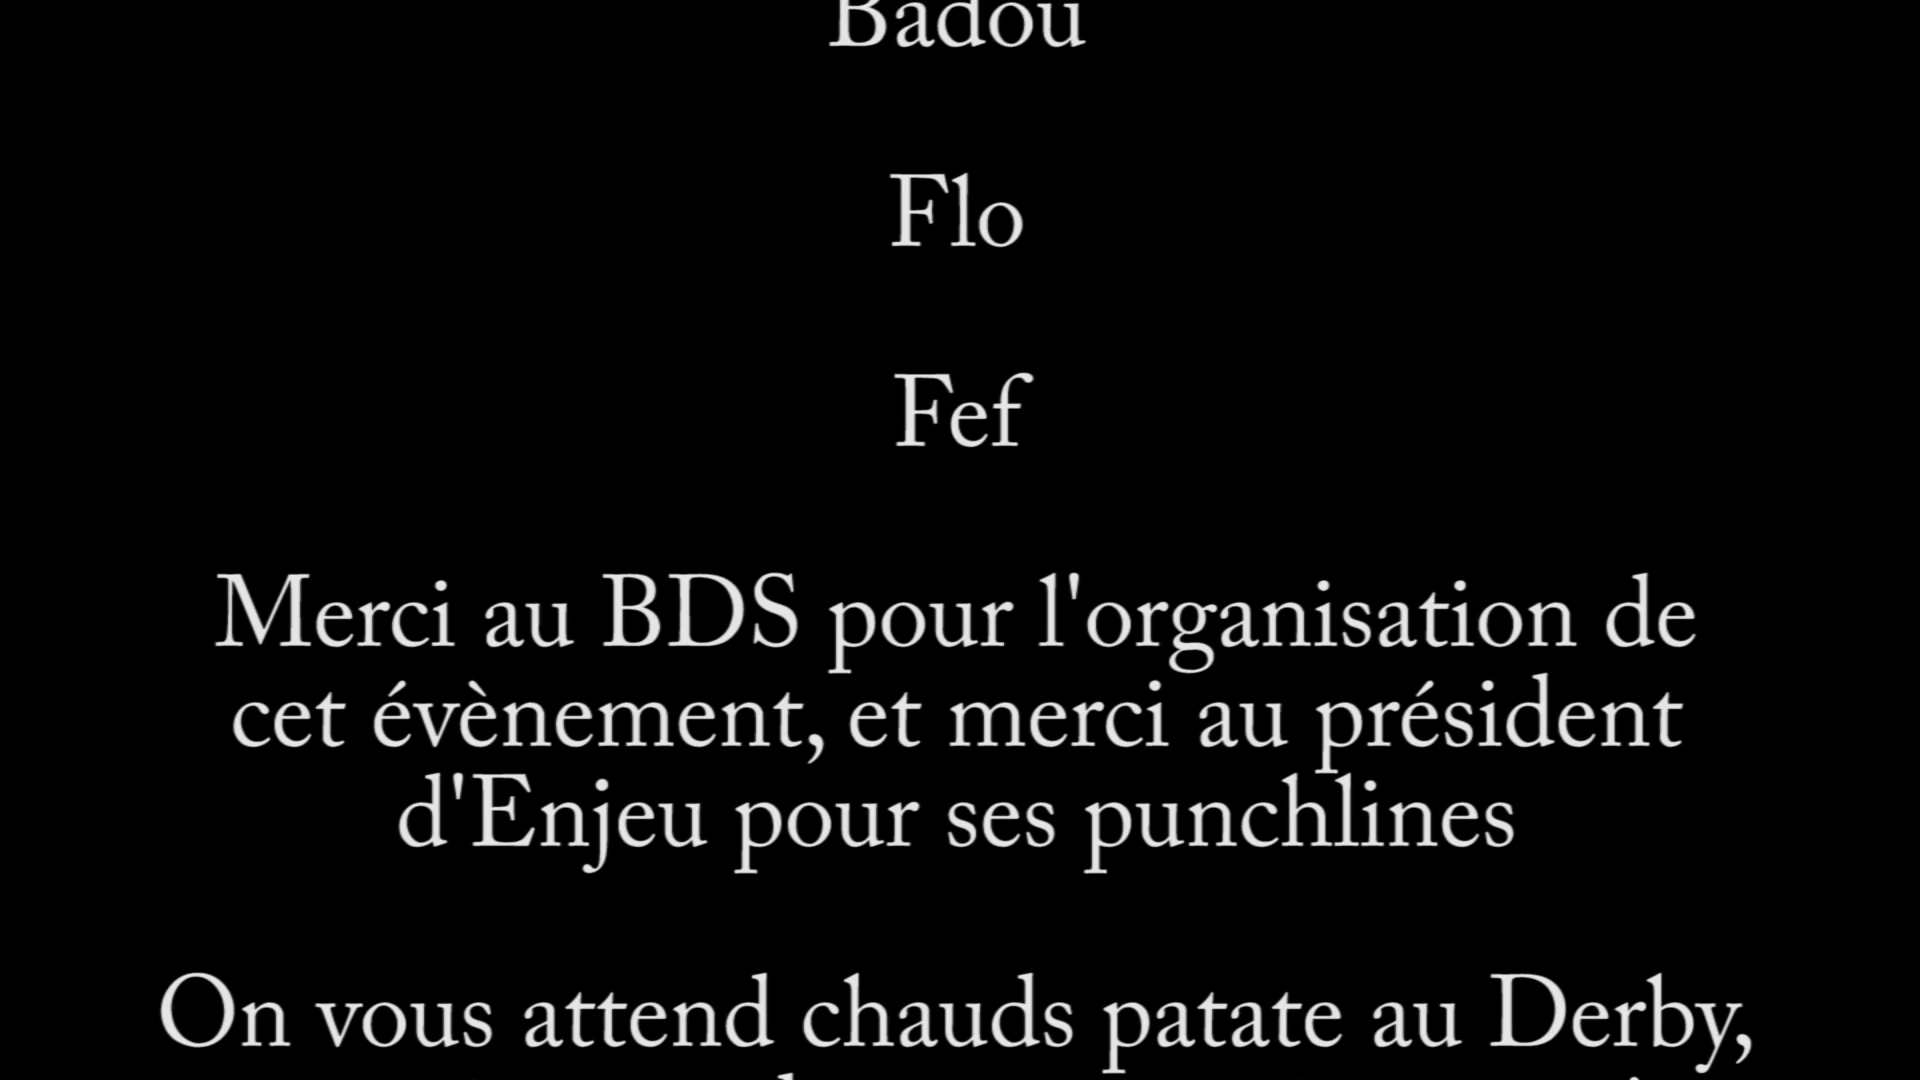 Badou
Flo
Fef
Merci au BDS pour l'organisation de
cet évènement, et merci au président
d'Enjeu pour ses punchlines
On vous attend chauds patate au Derby,